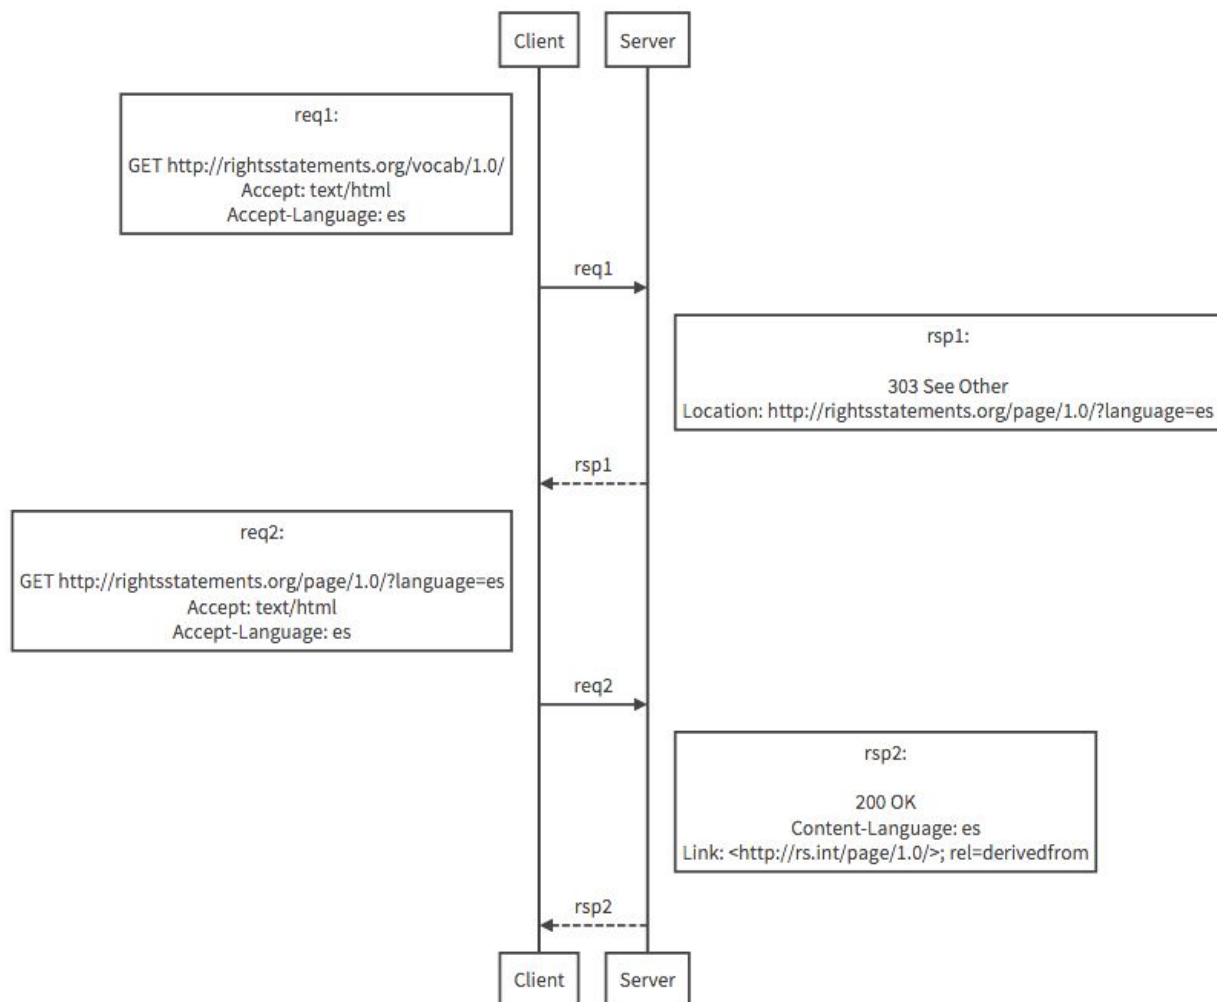 Client
Server
req1:
GET http://rightsstatements.org/vocab/1.0/
Accept: text/html
Accept-Language: es
req1
rsp1:
303 See Other
Location: http://rightsstatements.org/page/1.0/?language=es
rsp1
req2:
GET http://rightsstatements.org/page/1.0/?language=es
Accept: text/html
Accept-Language: es
req2
rsp2:
200 OK
Content-Language: es
Link: <http://rs.int/page/1.0/>; rel=derivedfrom
rsp2
Client
Server